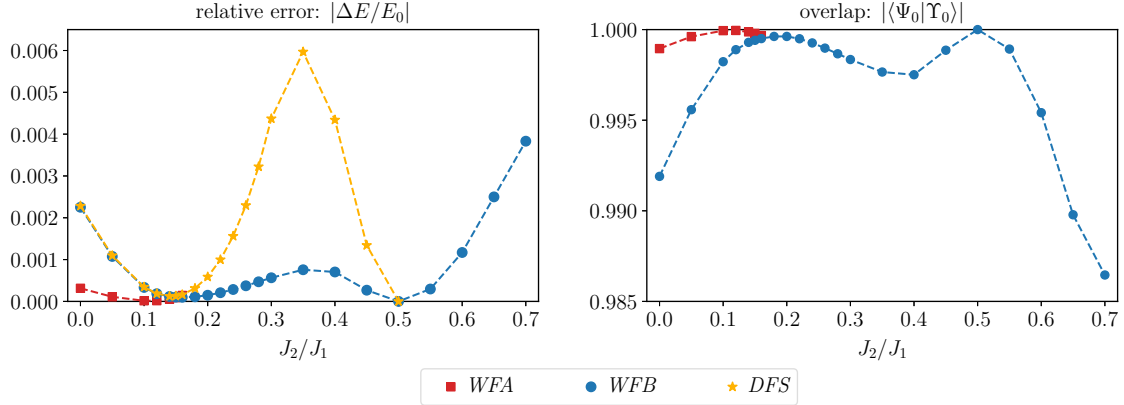 relative error: |ΔE/E₀|
0.006
0.005
0.004
0.003
0.002
0.001
0.000
0.0 0.1 0.2 0.3 0.4 0.5 0.6 0.7
J₂/J₁
overlap: |⟨Ψ₀|ϒ₀⟩|
1.000
0.995
0.990
0.985
0.0 0.1 0.2 0.3 0.4 0.5 0.6 0.7
J₂/J₁
WFA WFB DFS